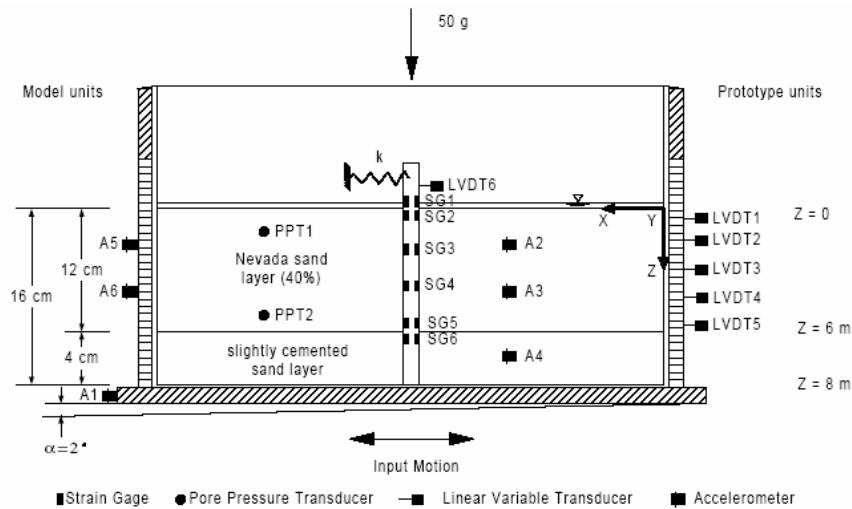 50 g
Model units
Prototype units
k
LVDT6
SG1
SG2
X
Y
Z
LVDT1
Z = 0
PPT1
A2
LVDT2
A5
SG3
12 cm
Nevada sand
layer (40%)
LVDT3
16 cm
A6
SG4
A3
LVDT4
PPT2
SG5
LVDT5
Z = 6 m
SG6
4 cm
slightly cemented
sand layer
A4
A1
Z = 8 m
α=2°
Input Motion
Strain Gage
Pore Pressure Transducer
Linear Variable Transducer
Accelerometer